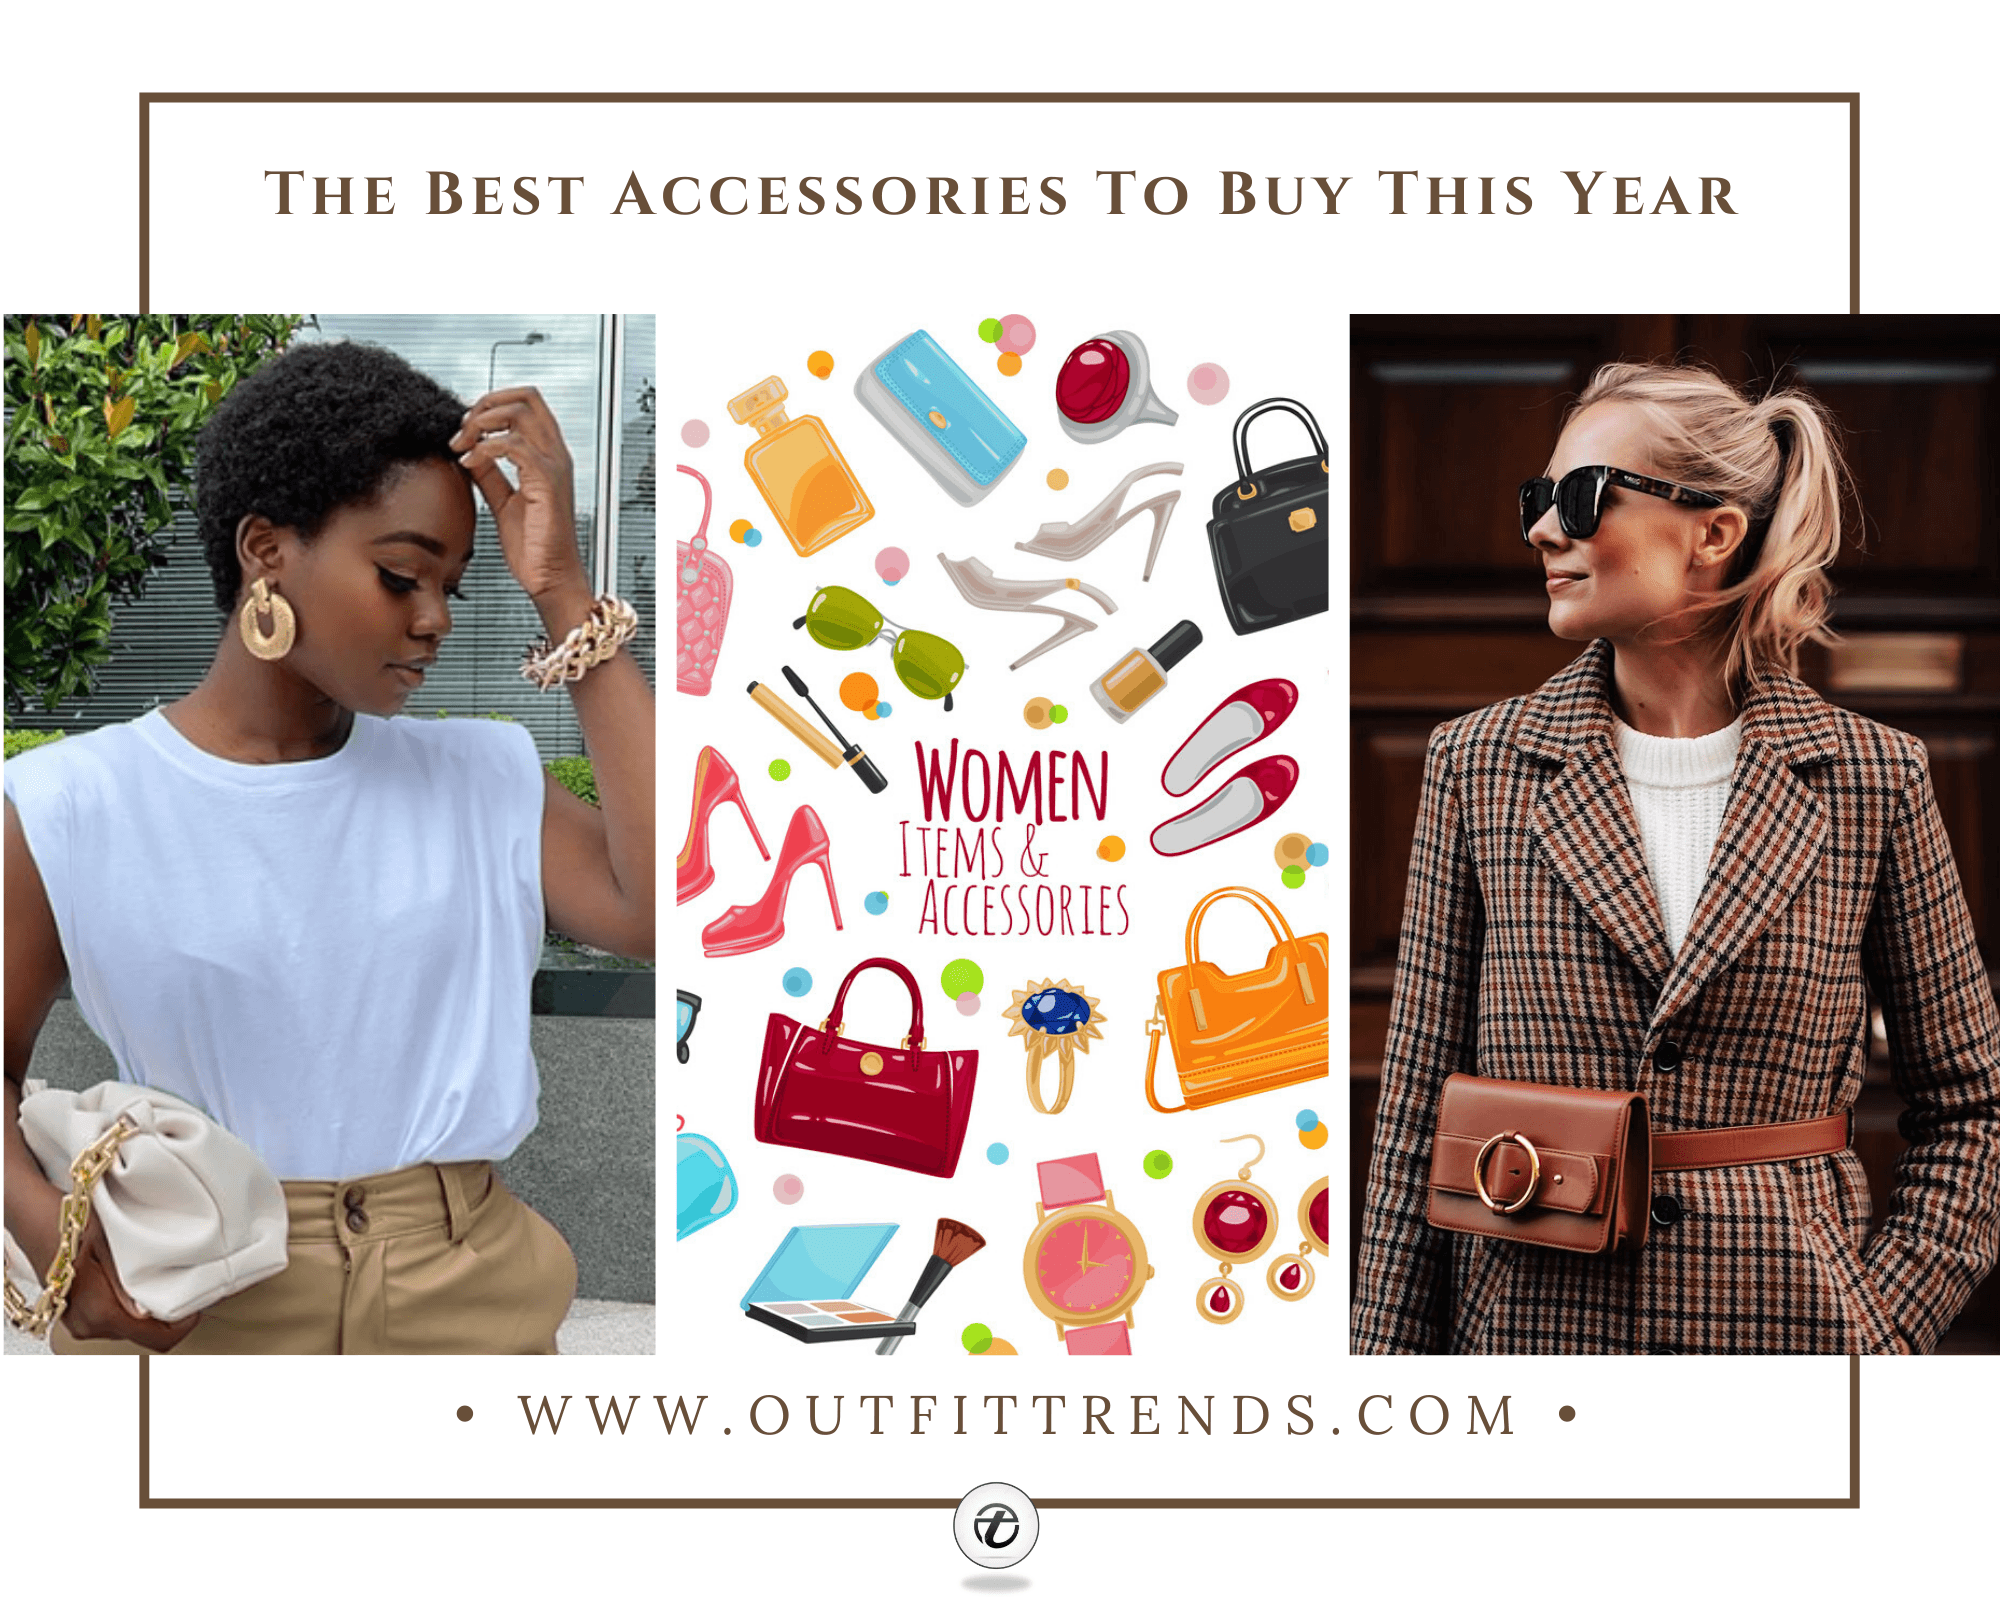 The Best Accessories To Buy This Year
Women
Items &
Accessories
• www.outfittrends.com •